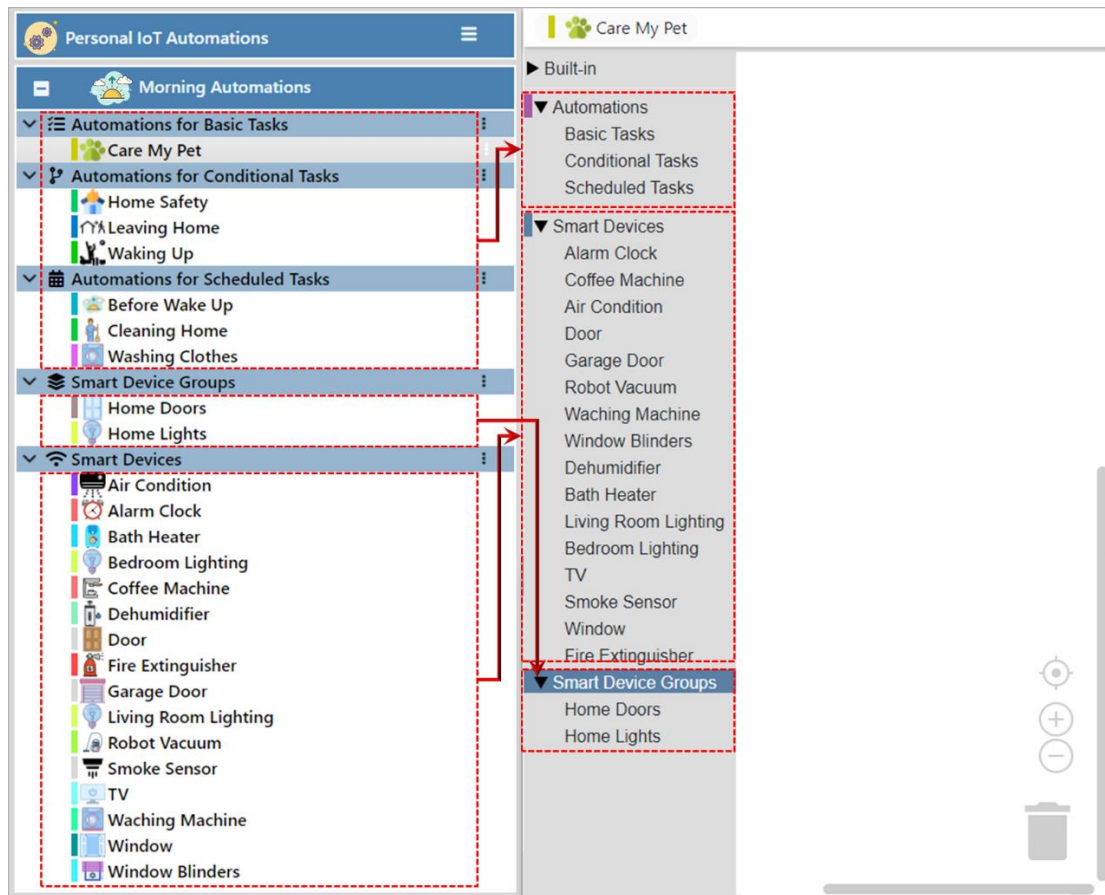 Personal IoT Automations
Morning Automations
Automations for Basic Tasks
Care My Pet
Automations for Conditional Tasks
Home Safety
Leaving Home
Waking Up
Automations for Scheduled Tasks
Before Wake Up
Cleaning Home
Washing Clothes
Smart Device Groups
Home Doors
Home Lights
Smart Devices
Air Condition
Alarm Clock
Bath Heater
Bedroom Lighting
Coffee Machine
Dehumidifier
Door
Fire Extinguisher
Garage Door
Living Room Lighting
Robot Vacuum
Smoke Sensor
TV
Waching Machine
Window
Window Blinders
Care My Pet
Built-in
Automations
Basic Tasks
Conditional Tasks
Scheduled Tasks
Smart Devices
Alarm Clock
Coffee Machine
Air Condition
Door
Garage Door
Robot Vacuum
Waching Machine
Window Blinders
Dehumidifier
Bath Heater
Living Room Lighting
Bedroom Lighting
TV
Smoke Sensor
Window
Fire Extinguisher
Smart Device Groups
Home Doors
Home Lights